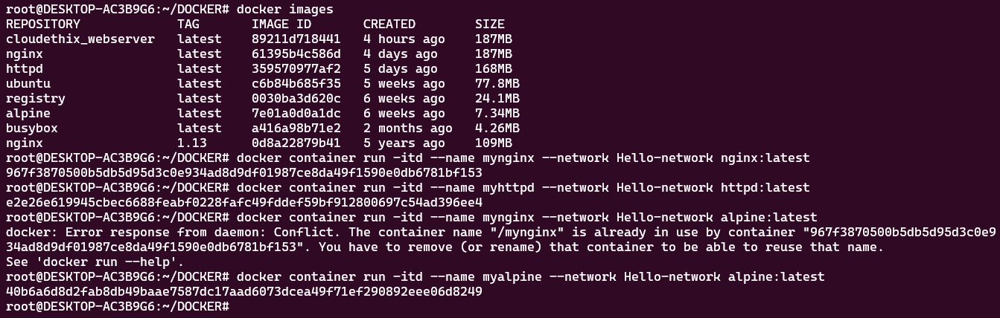 root@DESKTOP-AC3B9G6:~/DOCKER# docker images
REPOSITORY             TAG       IMAGE ID       CREATED        SIZE
cloudethix_webserver   latest    89211d718441   4 hours ago    187MB
nginx                  latest    61395b4c586d   4 days ago     187MB
httpd                  latest    359570977af2   5 days ago     168MB
ubuntu                 latest    c6b84b685f35   5 weeks ago    77.8MB
registry               latest    0030ba3d620c   6 weeks ago    24.1MB
alpine                 latest    7e01a0d0a1dc   6 weeks ago    7.34MB
busybox                latest    a416a98b71e2   2 months ago   4.26MB
nginx                  1.13      0d8a22879b41   5 years ago    109MB
root@DESKTOP-AC3B9G6:~/DOCKER# docker container run -itd --name mynginx --network Hello-network nginx:latest
967f3870500b5db5d95d3c0e934ad8d9df01987ce8da49f1590e0db6781bf153
root@DESKTOP-AC3B9G6:~/DOCKER# docker container run -itd --name myhttpd --network Hello-network httpd:latest
e2e26e619945cbec6688feabf0228fafc49fddef59bf912800697c54ad396ee4
root@DESKTOP-AC3B9G6:~/DOCKER# docker container run -itd --name mynginx --network Hello-network alpine:latest
docker: Error response from daemon: Conflict. The container name "/mynginx" is already in use by container "967f3870500b5db5d95d3c0e9
34ad8d9df01987ce8da49f1590e0db6781bf153". You have to remove (or rename) that container to be able to reuse that name.
See 'docker run --help'.
root@DESKTOP-AC3B9G6:~/DOCKER# docker container run -itd --name myalpine --network Hello-network alpine:latest
40b6a6d8d2fab8db49baae7587dc17aad6073dcea49f71ef290892eee06d8249
root@DESKTOP-AC3B9G6:~/DOCKER#